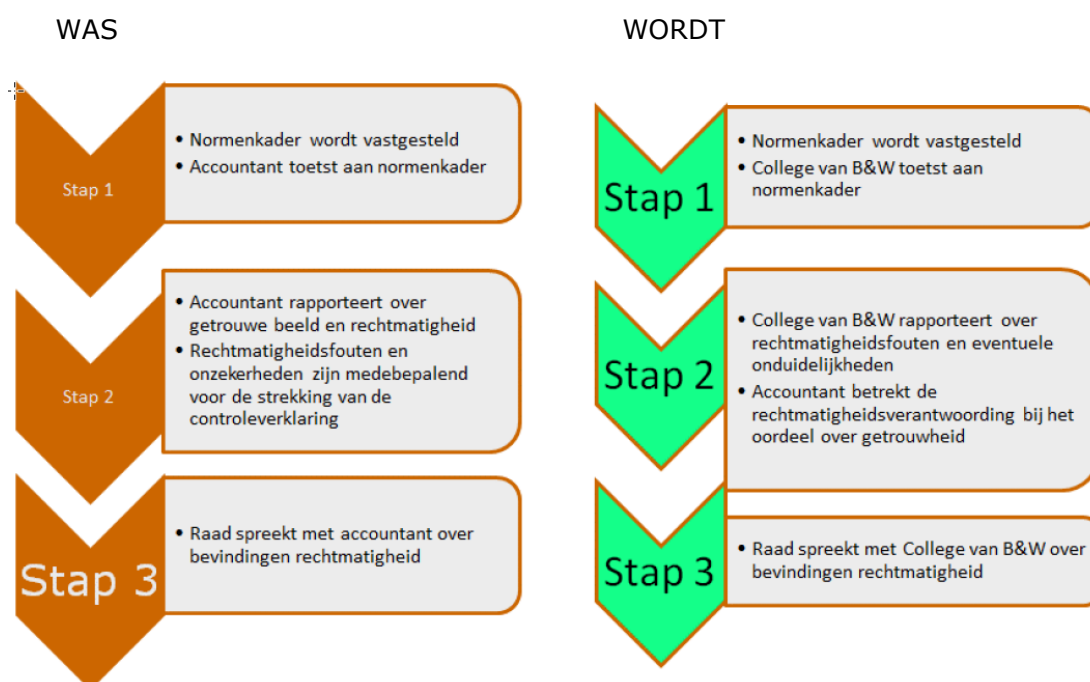 WAS
Stap 1
• Normenkader wordt vastgesteld
• Accountant toetst aan normenkader
Stap 2
• Accountant rapporteert over
getrouwe beeld en rechtmatigheid
• Rechtmatigheidsfouten en
onzekerheden zijn medebepalend
voor de strekking van de
controleverklaring
Stap 3
• Raad spreekt met accountant over
bevindingen rechtmatigheid
WORDT
Stap 1
• Normenkader wordt vastgesteld
• College van B&W toetst aan
normenkader
Stap 2
• College van B&W rapporteert over
rechtmatigheidsfouten en eventuele
onduidelijkheden
• Accountant betrekt de
rechtmatigheidsverantwoording bij het
oordeel over getrouwheid
Stap 3
• Raad spreekt met College van B&W over
bevindingen rechtmatigheid